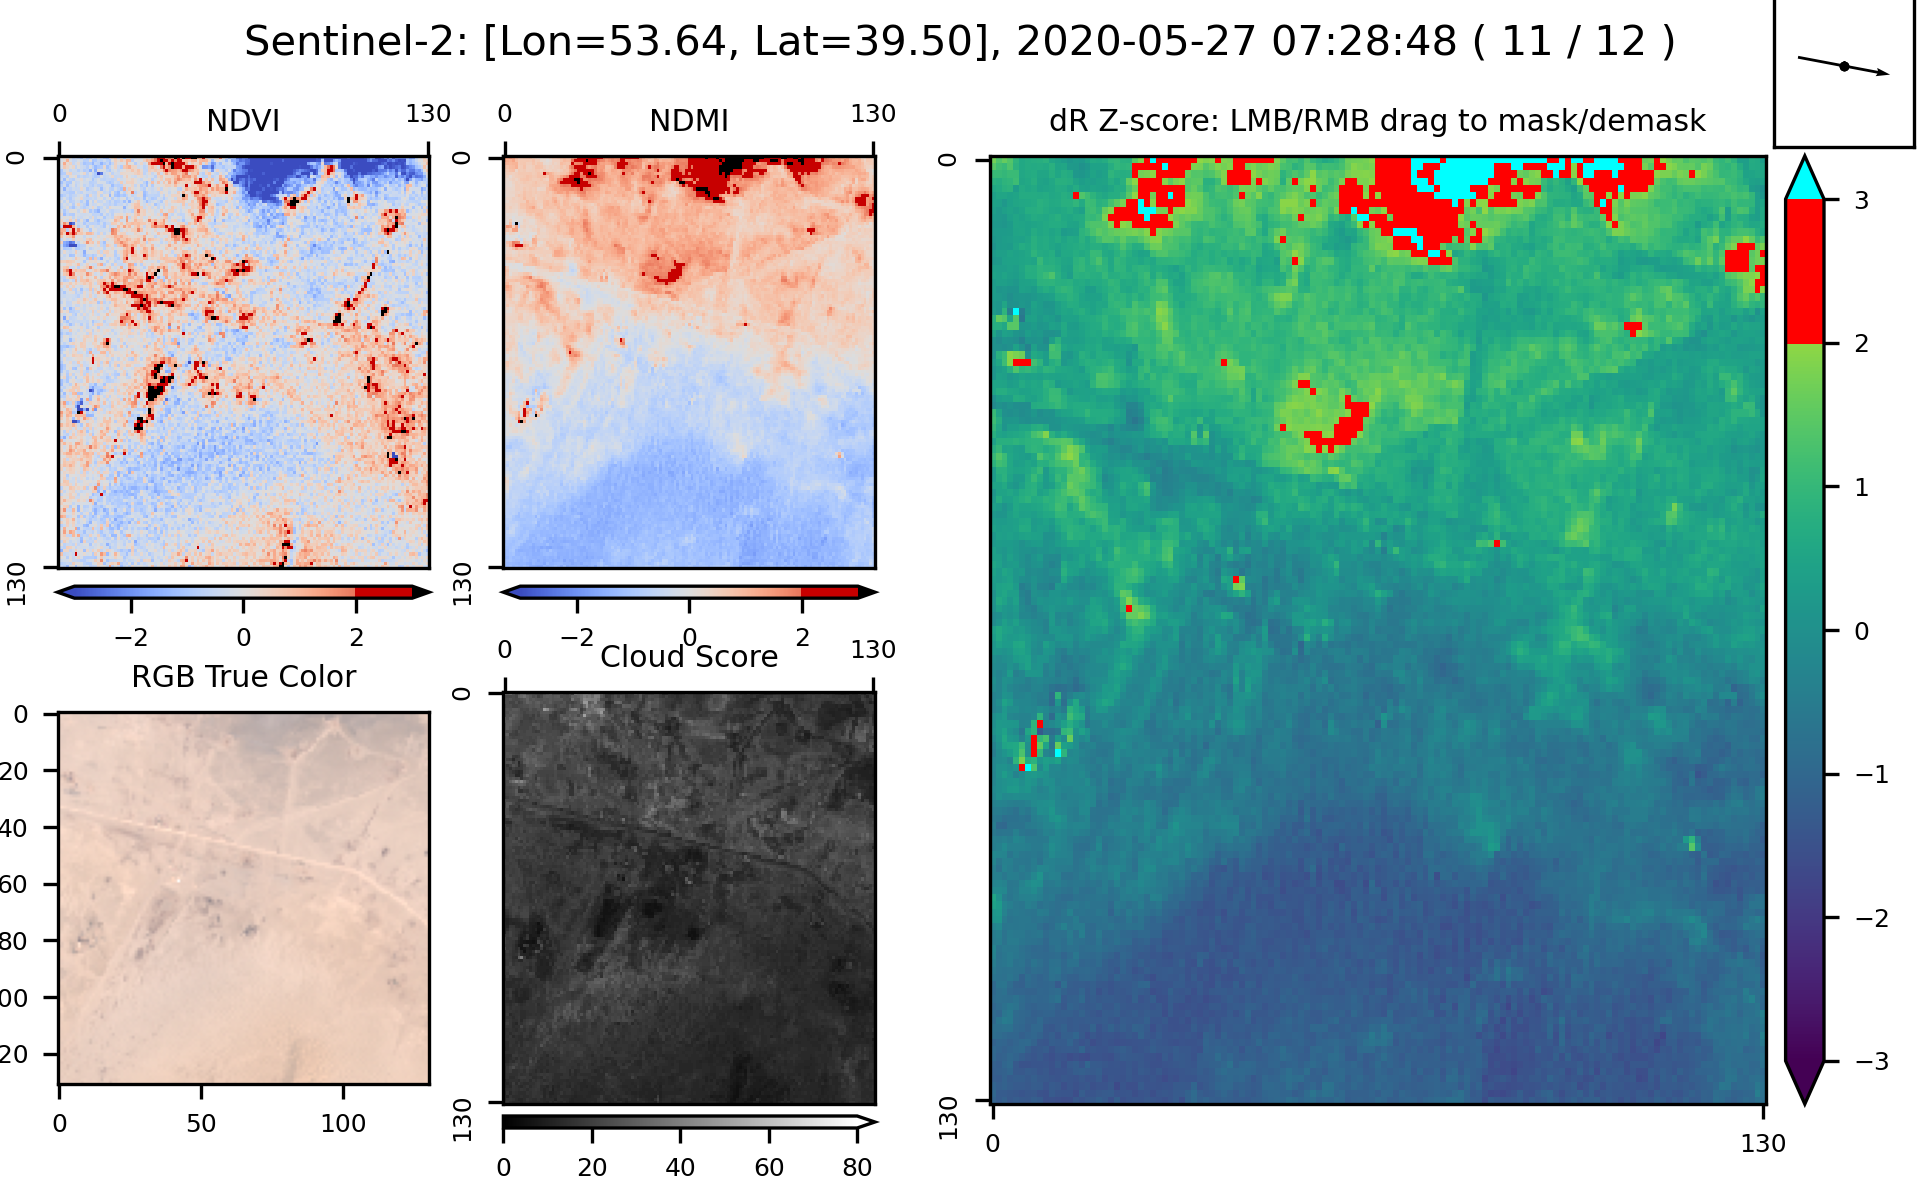 Sentinel-2: [Lon=53.64, Lat=39.50], 2020-05-27 07:28:48 ( 11 / 12 )
0 NDVI 130
0 NDMI 130
dR Z-score: LMB/RMB drag to mask/demask
0
130
−2 0 2
0
130
−2 0 2
0
130
0 130
3
2
1
0
−1
−2
−3
RGB True Color
0
20
40
60
80
00
20
0 50 100
0 Cloud Score 130
0
130
0 20 40 60 80